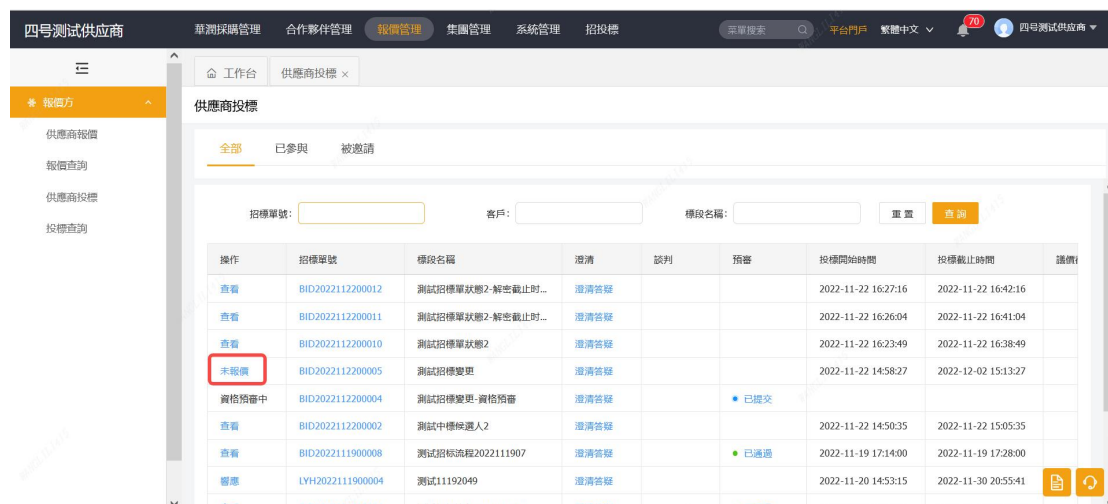 四号测试供应商 華潤採購管理 合作夥伴管理 報價管理 集團管理 系統管理 招投標 菜單搜索 平台門戶 繁體中文 70 四号测试供应商
工作台 供應商投標 ×
報價方
供應商報價
報價查詢
供應商投標
投標查詢
供應商投標
全部 已參與 被邀請
招標單號: 客戶: 標段名稱: 重置 查詢
操作 招標單號 標段名稱 澄清 談判 預審 投標開始時間 投標截止時間 議價
查看 BID2022112200012 測試招標單狀態2-解密截止时... 澄清答疑 2022-11-22 16:27:16 2022-11-22 16:42:16
查看 BID2022112200011 測試招標單狀態2-解密截止时... 澄清答疑 2022-11-22 16:26:04 2022-11-22 16:41:04
查看 BID2022112200010 測試招標單狀態2 澄清答疑 2022-11-22 16:23:49 2022-11-22 16:38:49
未報價 BID2022112200005 測試招標變更 澄清答疑 2022-11-22 14:58:27 2022-12-02 15:13:27
資格預審中 BID2022112200004 測試招標變更-資格預審 澄清答疑 已提交
查看 BID2022112200002 測試中標候選人2 澄清答疑 2022-11-22 14:50:35 2022-11-22 15:05:35
查看 BID2022111900008 测试招标流程2022111907 澄清答疑 已通過 2022-11-19 17:14:00 2022-11-19 17:28:00
響應 LYH2022111900004 测试11192049 澄清答疑 2022-11-20 14:53:15 2022-11-30 20:55:41